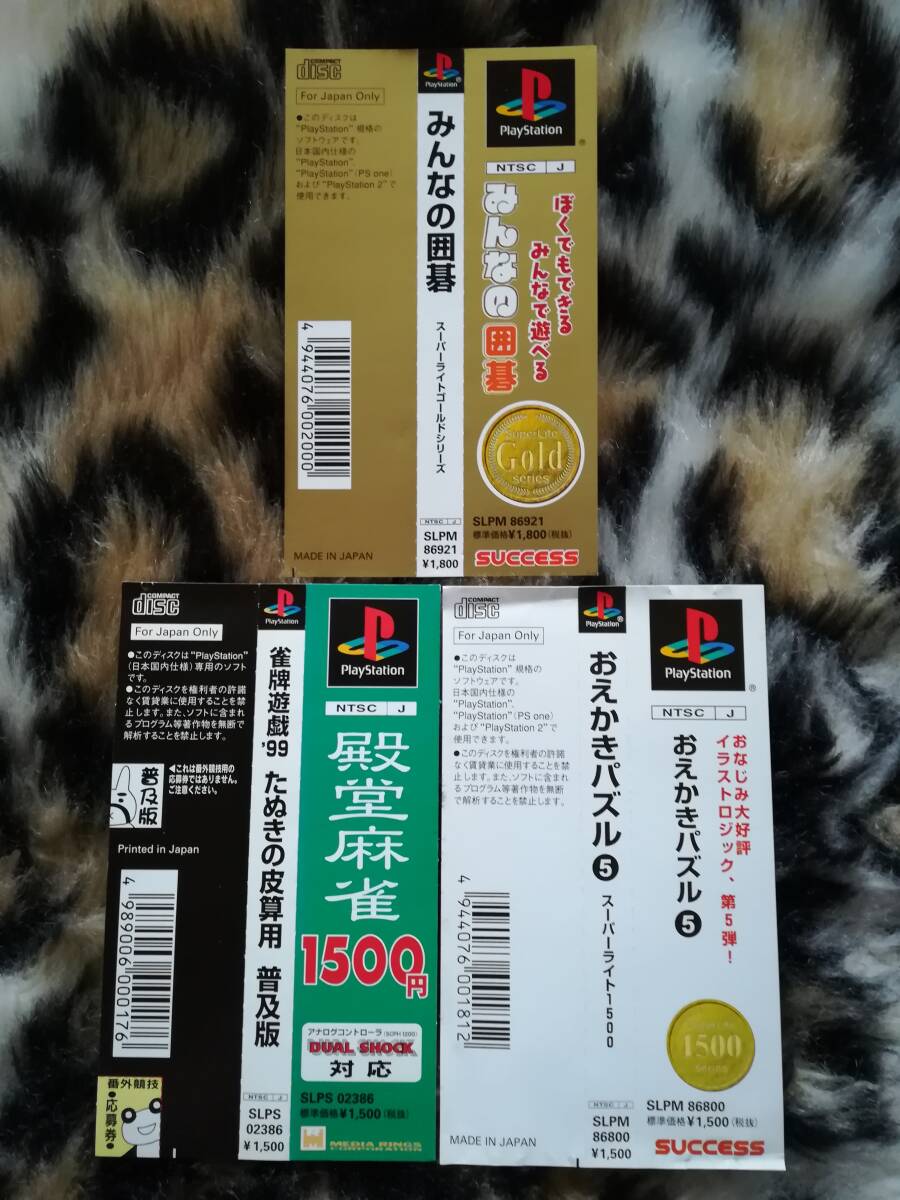 COMPACT
disc
For Japan Only
●このディスクは
"PlayStation" 規格の
ソフトウェアです。
日本国内仕様の
"PlayStation",
"PlayStation" (PS one)
および "PlayStation 2" で
使用できます。
4 944076 002000
MADE IN JAPAN
PlayStation
みんなの囲碁
スーパーライトゴールドシリーズ
NTSC J
SLPM
86921
¥1,800
PlayStation
NTSC J
ぼくでもできる
みんなで遊べる
みんなの囲碁
SuperLite
Gold
series
SLPM 86921
標準価格¥1,800(税抜)
SUCCESS
COMPACT
disc
For Japan Only
●このディスクは"PlayStation"
(日本国内仕様)専用のソフト
です。
●このディスクを権利者の許諾
なく賃貸業に使用することを禁
止します。また、ソフトに含まれ
るプログラム等著作物を無断で
解析することを禁止します。
普及版
◀これは番外競技用の
応募券ではありません。
ご注意ください。
Printed in Japan
4 989006 000176
番外競技
●応募券●
PlayStation
雀牌遊戯'99 たぬきの皮算用 普及版
NTSC J
SLPS
02386
¥1,500
PlayStation
NTSC J
殿堂麻雀
1500円
アナログコントローラ(SCPH 1200)
DUAL SHOCK
対応
SLPS 02386
標準価格¥1,500(税抜)
MEDIA RINGS
CORPORATION
COMPACT
disc
For Japan Only
●このディスクは
"PlayStation" 規格の
ソフトウェアです。
日本国内仕様の
"PlayStation",
"PlayStation" (PS one)
および "PlayStation 2" で
使用できます。
●このディスクを権利者の許諾
なく賃貸業に使用することを禁
止します。また、ソフトに含まれ
るプログラム等著作物を無断
で解析することを禁止します。
4 944076 001812
MADE IN JAPAN
PlayStation
おえかきパズル❺
スーパーライト1500
NTSC J
SLPM
86800
¥1,500
PlayStation
NTSC J
おなじみ大好評
イラストロジック、第5弾!
おえかきパズル❺
SuperLite
1500
series
SLPM 86800
標準価格¥1,500(税抜)
SUCCESS